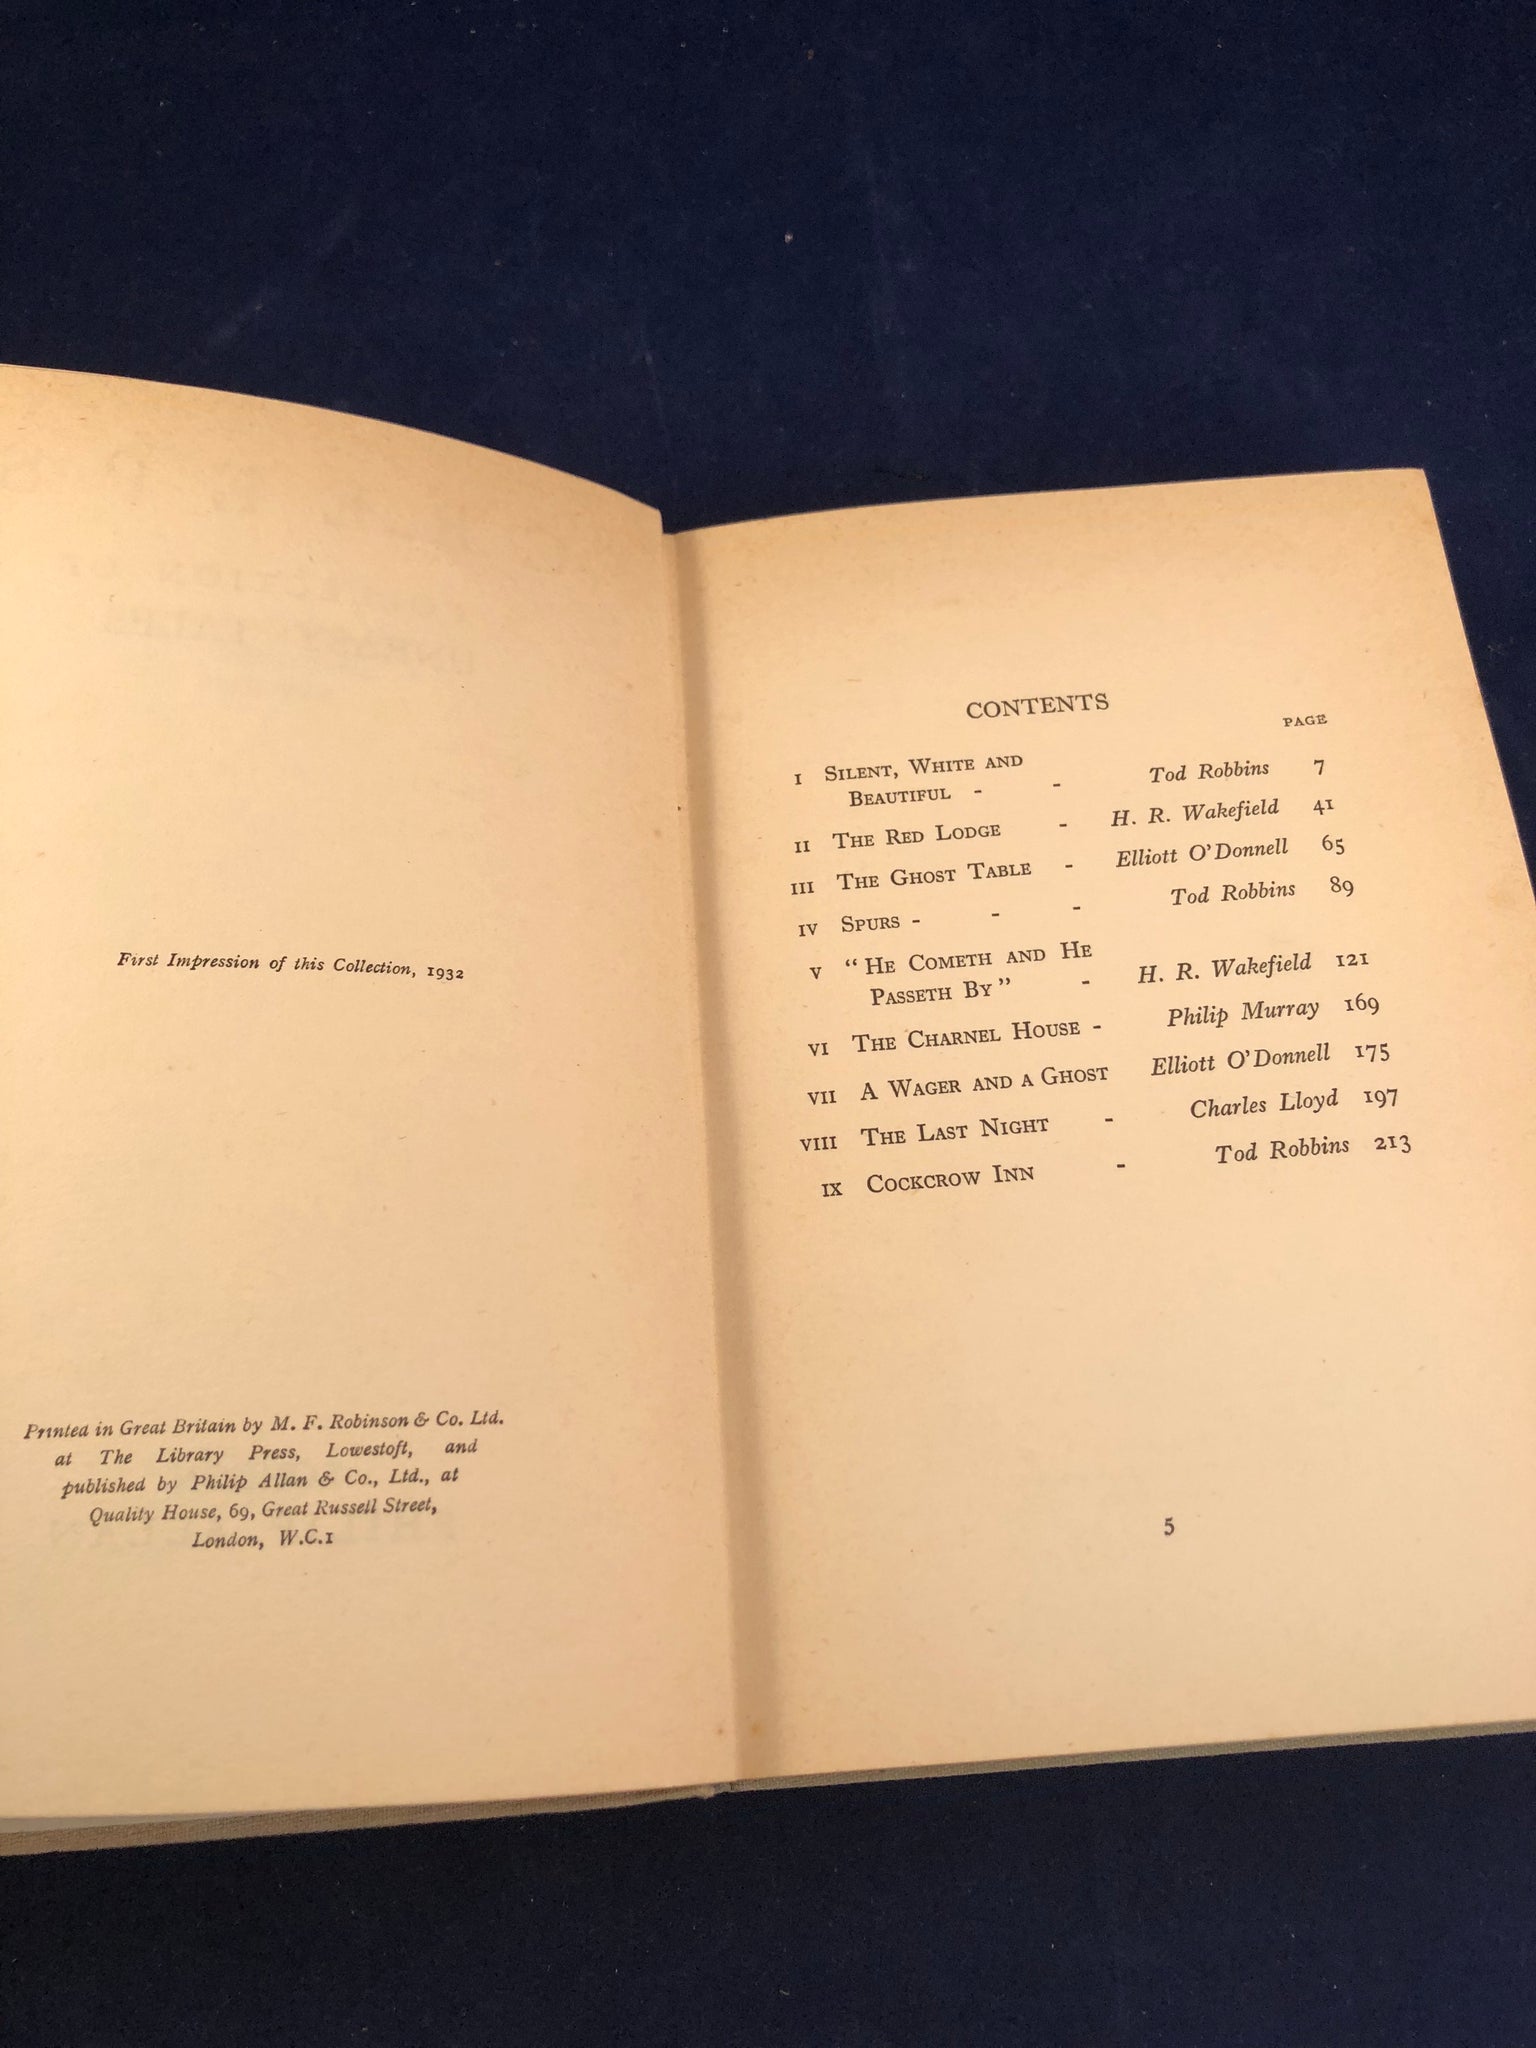 First Impression of this Collection, 1932
Printed in Great Britain by M. F. Robinson & Co. Ltd.
at The Library Press, Lowestoft, and
published by Philip Allan & Co., Ltd., at
Quality House, 69, Great Russell Street,
London, W.C.1
CONTENTS
PAGE
I SILENT, WHITE AND
BEAUTIFUL - - Tod Robbins 7
II THE RED LODGE - H. R. Wakefield 41
III THE GHOST TABLE - Elliott O'Donnell 65
IV SPURS - - - Tod Robbins 89
V "HE COMETH AND HE
PASSETH BY" - H. R. Wakefield 121
VI THE CHARNEL HOUSE - Philip Murray 169
VII A WAGER AND A GHOST Elliott O'Donnell 175
VIII THE LAST NIGHT - Charles Lloyd 197
IX COCKCROW INN - Tod Robbins 213
5